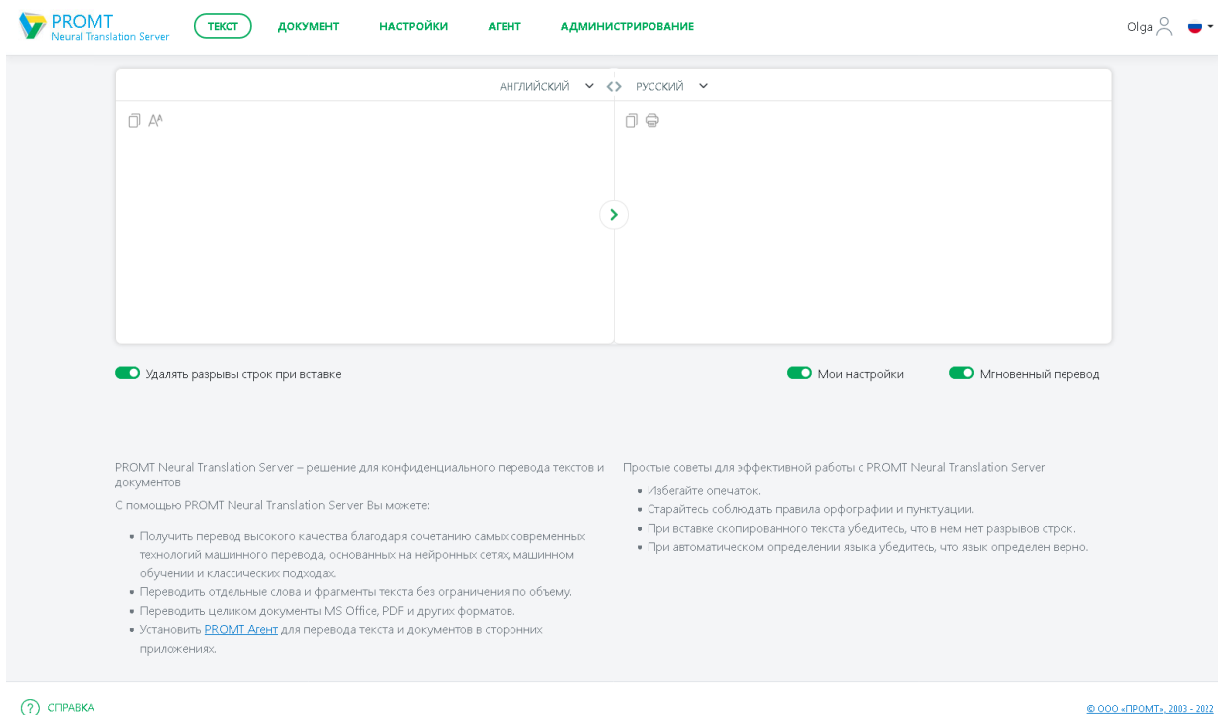 PROMT
Neural Translation Server
ТЕКСТ
ДОКУМЕНТ
НАСТРОЙКИ
АГЕНТ
АДМИНИСТРИРОВАНИЕ
Olga
АНГЛИЙСКИЙ
РУССКИЙ
Удалять разрывы строк при вставке
Мои настройки
Мгновенный перевод
PROMT Neural Translation Server – решение для конфиденциального перевода текстов и
документов
С помощью PROMT Neural Translation Server Вы можете:
• Получить перевод высокого качества благодаря сочетанию самых современных
технологий машинного перевода, основанных на нейронных сетях, машинном
обучении и классических подходах.
• Переводить отдельные слова и фрагменты текста без ограничения по объему.
• Переводить целиком документы MS Office, PDF и других форматов.
• Установить PROMT Агент для перевода текста и документов в сторонних
приложениях.
Простые советы для эффективной работы с PROMT Neural Translation Server
• Избегайте опечаток.
• Старайтесь соблюдать правила орфографии и пунктуации.
• При вставке скопированного текста убедитесь, что в нем нет разрывов строк.
• При автоматическом определении языка убедитесь, что язык определен верно.
? СПРАВКА
© ООО «ПРОМТ», 2003 - 2022